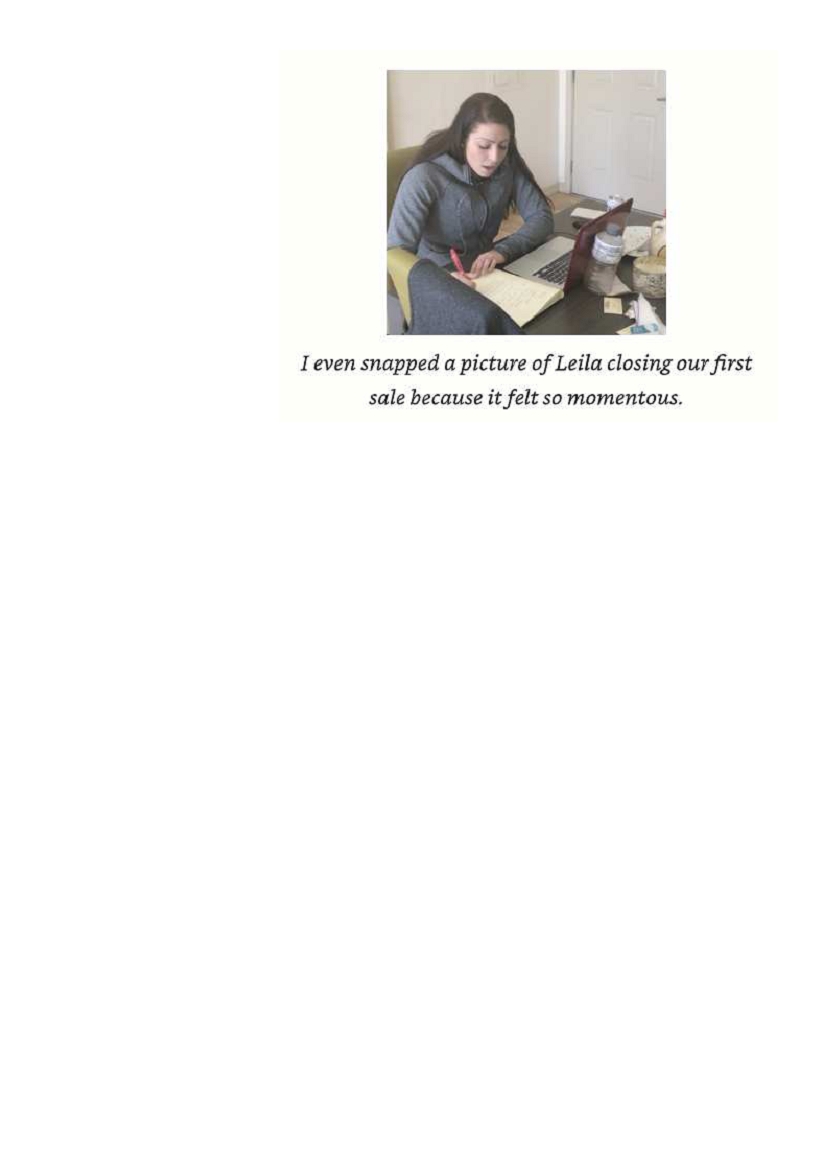 I even snapped a picture of Leila closing our first
sale because it felt so momentous.